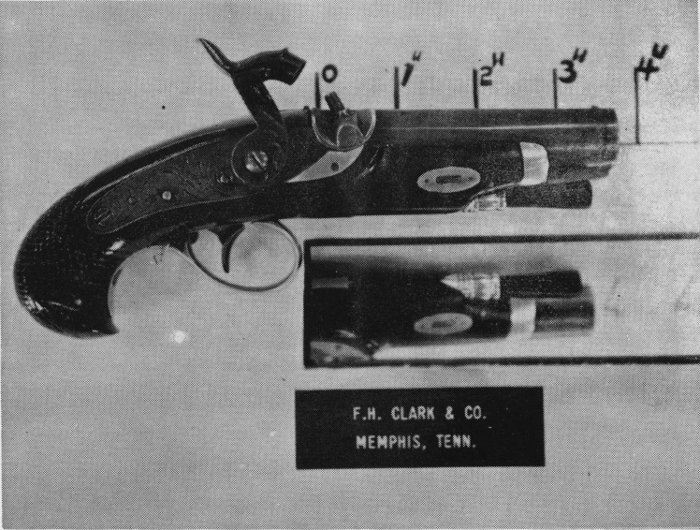 0 1" 2" 3" 4"
F.H. CLARK & CO.
MEMPHIS, TENN.